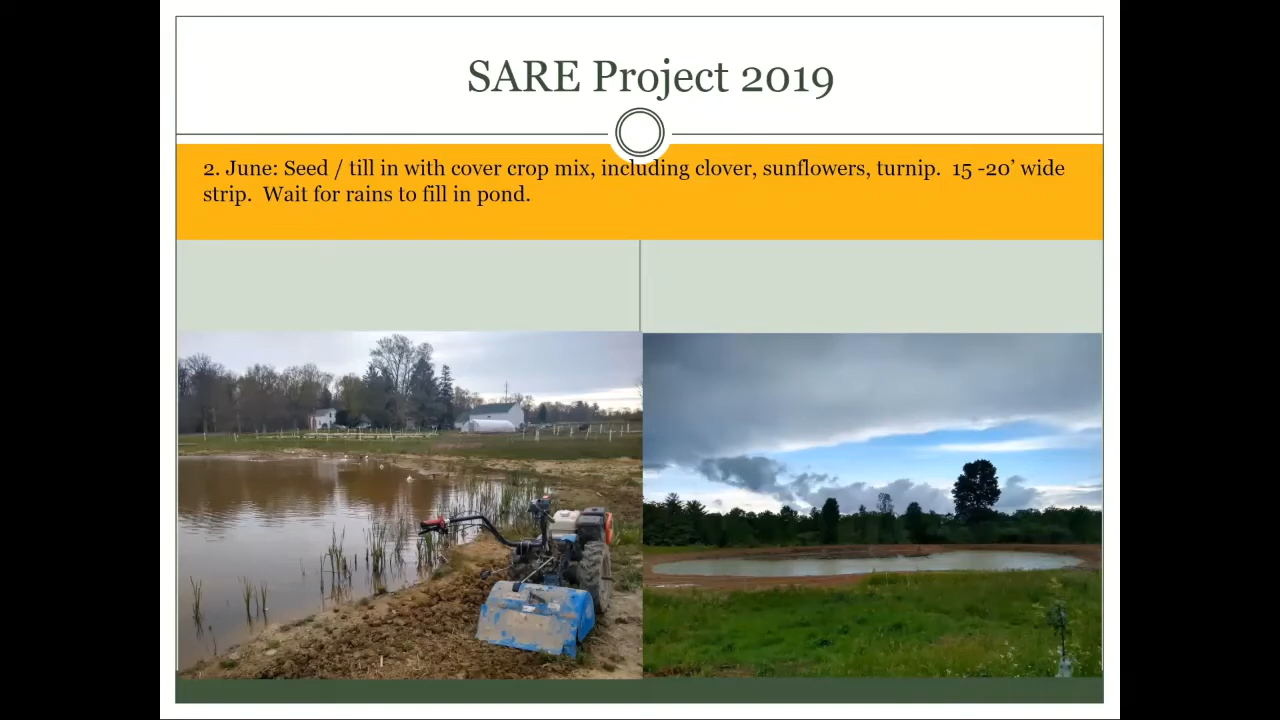 SARE Project 2019
2. June: Seed / till in with cover crop mix, including clover, sunflowers, turnip.  15 -20’ wide
strip.  Wait for rains to fill in pond.